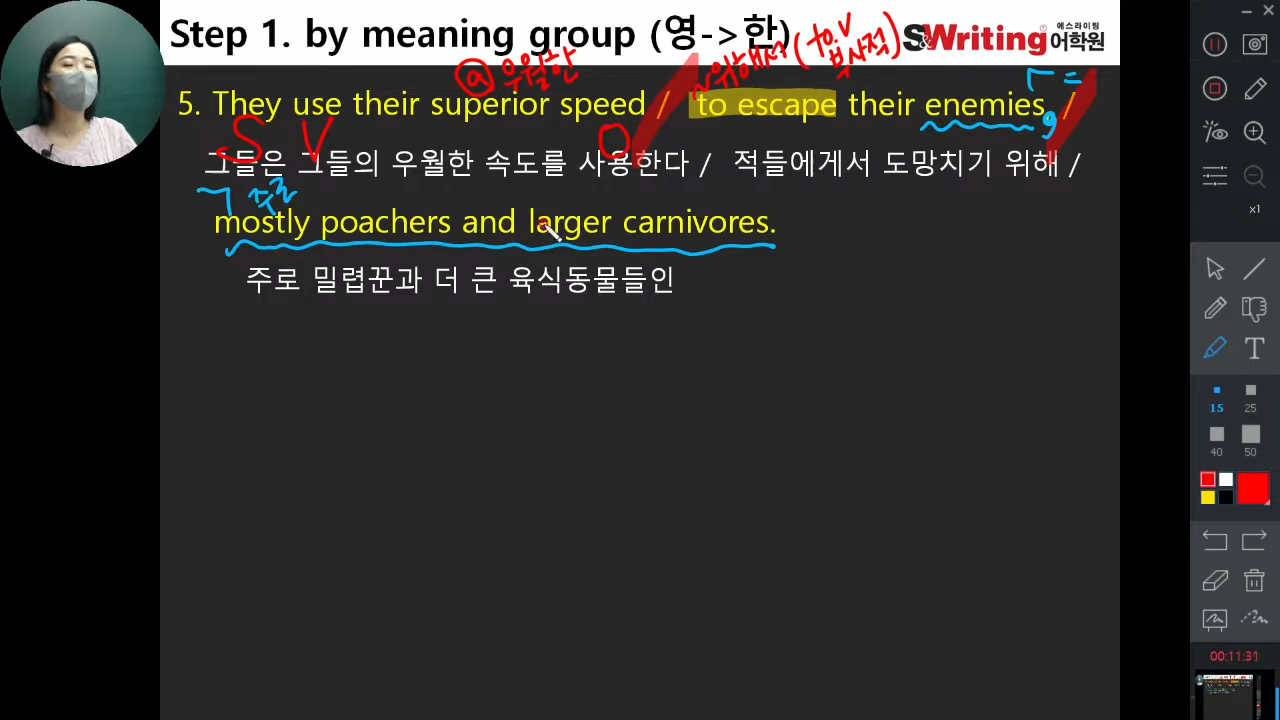 Step 1. by meaning group (영->한)
S&Writing 에스라이팅 어학원
ⓐ 우월한 ~위해서 (to.V 부사적)
5. They use their superior speed / to escape their enemies, /
S V O
그들은 그들의 우월한 속도를 사용한다 / 적들에게서 도망치기 위해 /
주로
mostly poachers and larger carnivores.
주로 밀렵꾼과 더 큰 육식동물들인
x1
15 25
40 50
00:11:31